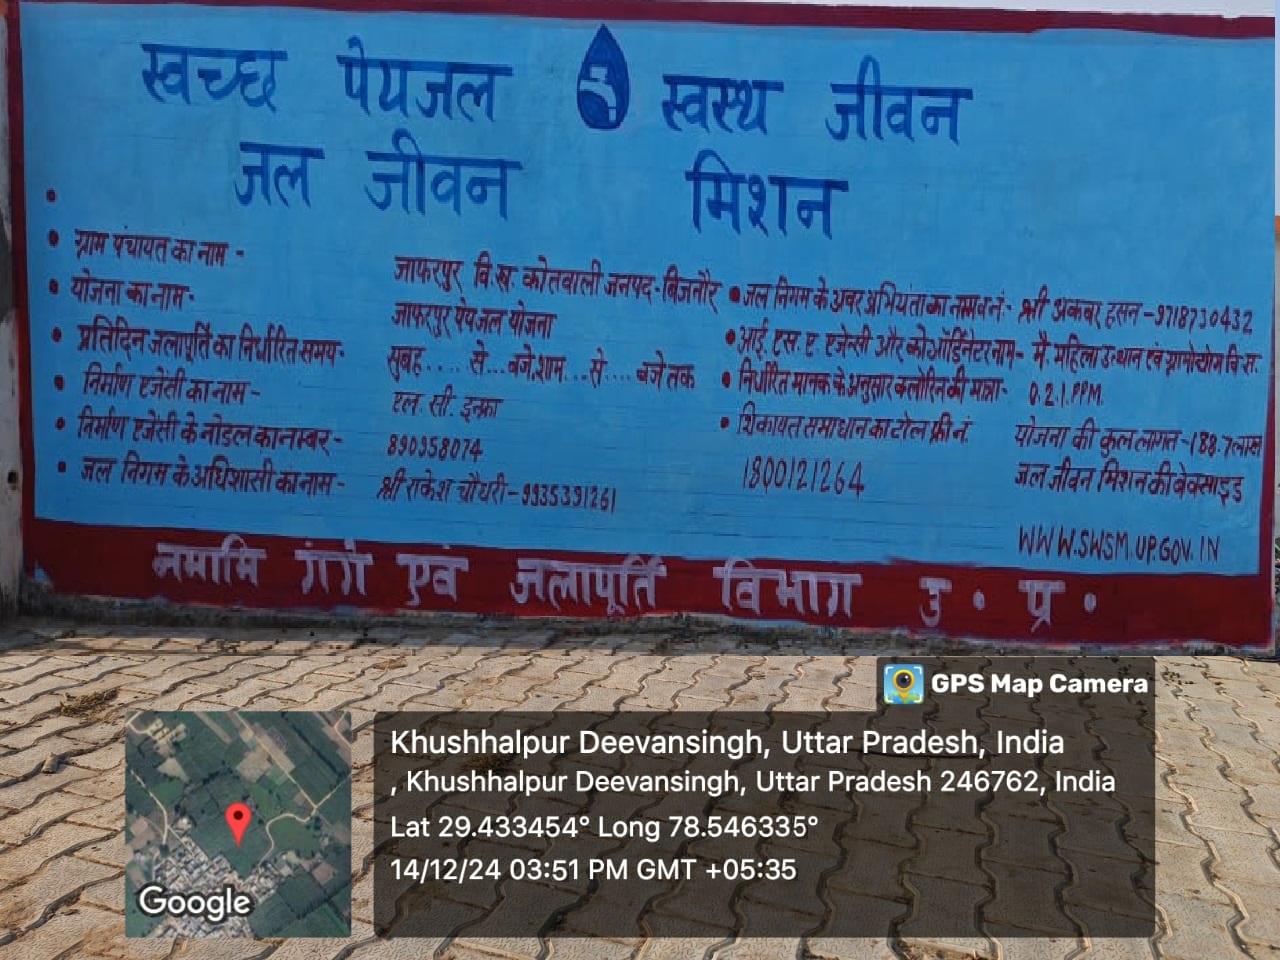 स्वच्छ पेयजल स्वस्थ जीवन
जल जीवन मिशन
ग्राम पंचायत का नाम -
जाफरपुर वि.ख. कोतवाली जनपद - बिजनौर
योजना का नाम-
जाफरपुर पेयजल योजना
प्रतिदिन जलापूर्ति का निर्धारित समय-
सुबह.... से... बजे, शाम... से.... बजे तक
निर्माण एजेंसी का नाम -
एल. सी. इन्फ्रा
निर्माण एजेंसी के नोडल का नम्बर -
890958074
जल निगम के अधिशासी का नाम -
श्री राकेश चौधरी - 9935391261
जल निगम के अवर अभियंता का नाम व नं:- श्री अकबर हसन - 9718730432
आई. एस. ए. एजेन्सी और कोऑर्डिनेटर नाम- मै. महिला उत्थान एवं ग्रामोद्योग वि. स.
निर्धारित मानक के अनुसार क्लोरिन की मात्रा- 0.2.1.PPM.
शिकायत समाधान का टोल फ्री नं
1800121264
योजना की कुल लागत - 188.7 लाख
जल जीवन मिशन की वेबसाइड
WWW.SWSM.UP.GOV.IN
नमामि गंगे एवं जलापूर्ति विभाग उ. प्र.
GPS Map Camera
Khushhalpur Deevansingh, Uttar Pradesh, India
, Khushhalpur Deevansingh, Uttar Pradesh 246762, India
Lat 29.433454° Long 78.546335°
14/12/24 03:51 PM GMT +05:35
Google